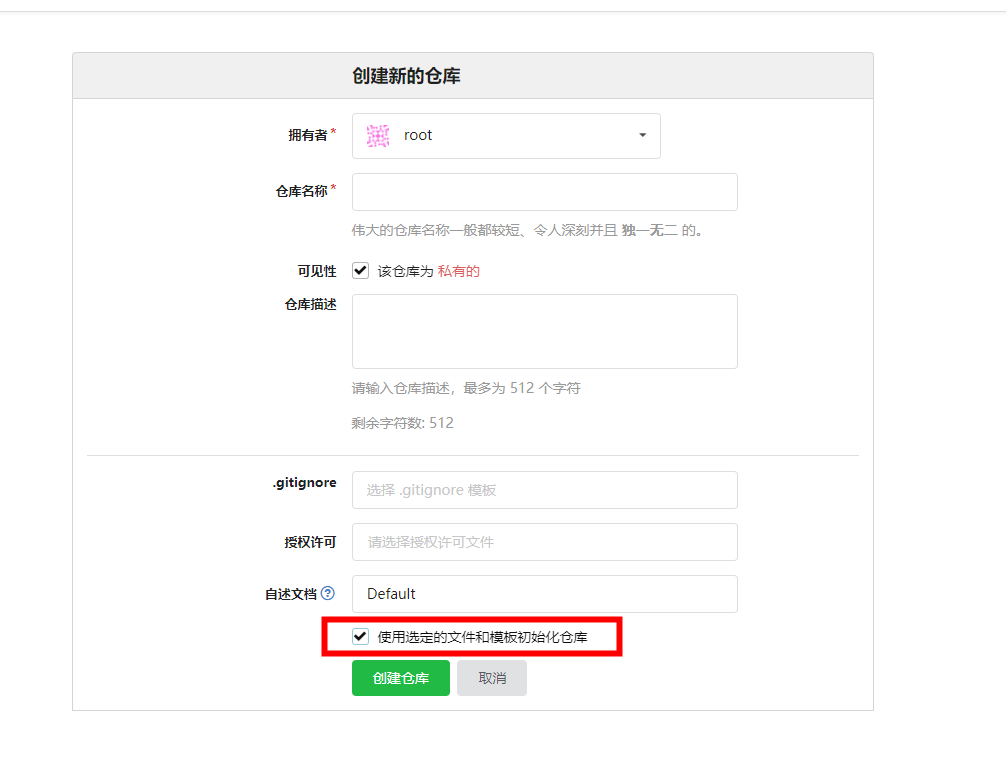 创建新的仓库
拥有者* root
仓库名称*
伟大的仓库名称一般都较短、令人深刻并且 独一无二 的。
可见性 该仓库为 私有的
仓库描述
请输入仓库描述，最多为 512 个字符
剩余字符数: 512
.gitignore 选择 .gitignore 模板
授权许可 请选择授权许可文件
自述文档 ? Default
使用选定的文件和模板初始化仓库
创建仓库 取消